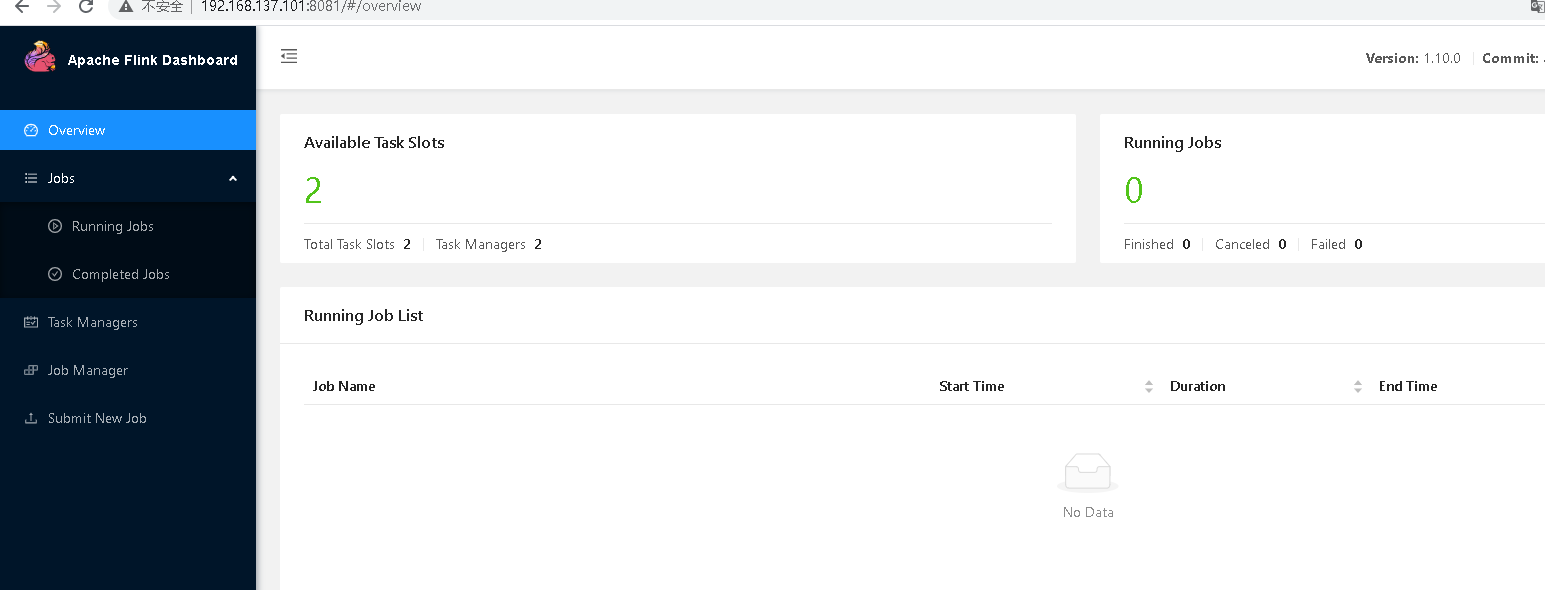 不安全 192.168.137.101:8081/#/overview
Apache Flink Dashboard
Version: 1.10.0 Commit:
Overview
Jobs
Running Jobs
Completed Jobs
Task Managers
Job Manager
Submit New Job
Available Task Slots
2
Total Task Slots 2 Task Managers 2
Running Jobs
0
Finished 0 Canceled 0 Failed 0
Running Job List
Job Name Start Time Duration End Time
No Data